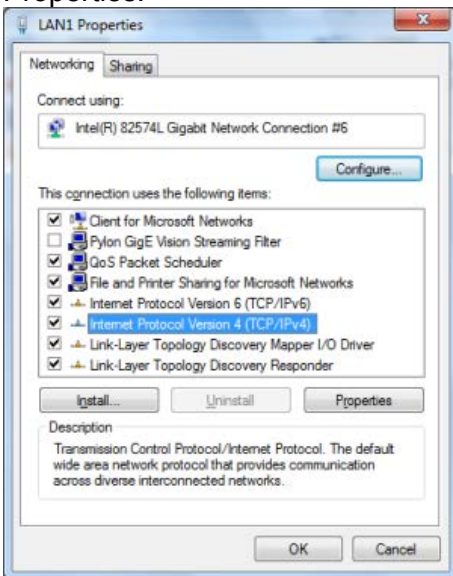 Properties.
LAN1 Properties
Networking Sharing
Connect using:
Intel(R) 82574L Gigabit Network Connection #6
Configure...
This connection uses the following items:
Client for Microsoft Networks
Pylon GigE Vision Streaming Filter
QoS Packet Scheduler
File and Printer Sharing for Microsoft Networks
Internet Protocol Version 6 (TCP/IPv6)
Internet Protocol Version 4 (TCP/IPv4)
Link-Layer Topology Discovery Mapper I/O Driver
Link-Layer Topology Discovery Responder
Install... Uninstall Properties
Description
Transmission Control Protocol/Internet Protocol. The default
wide area network protocol that provides communication
across diverse interconnected networks.
OK Cancel